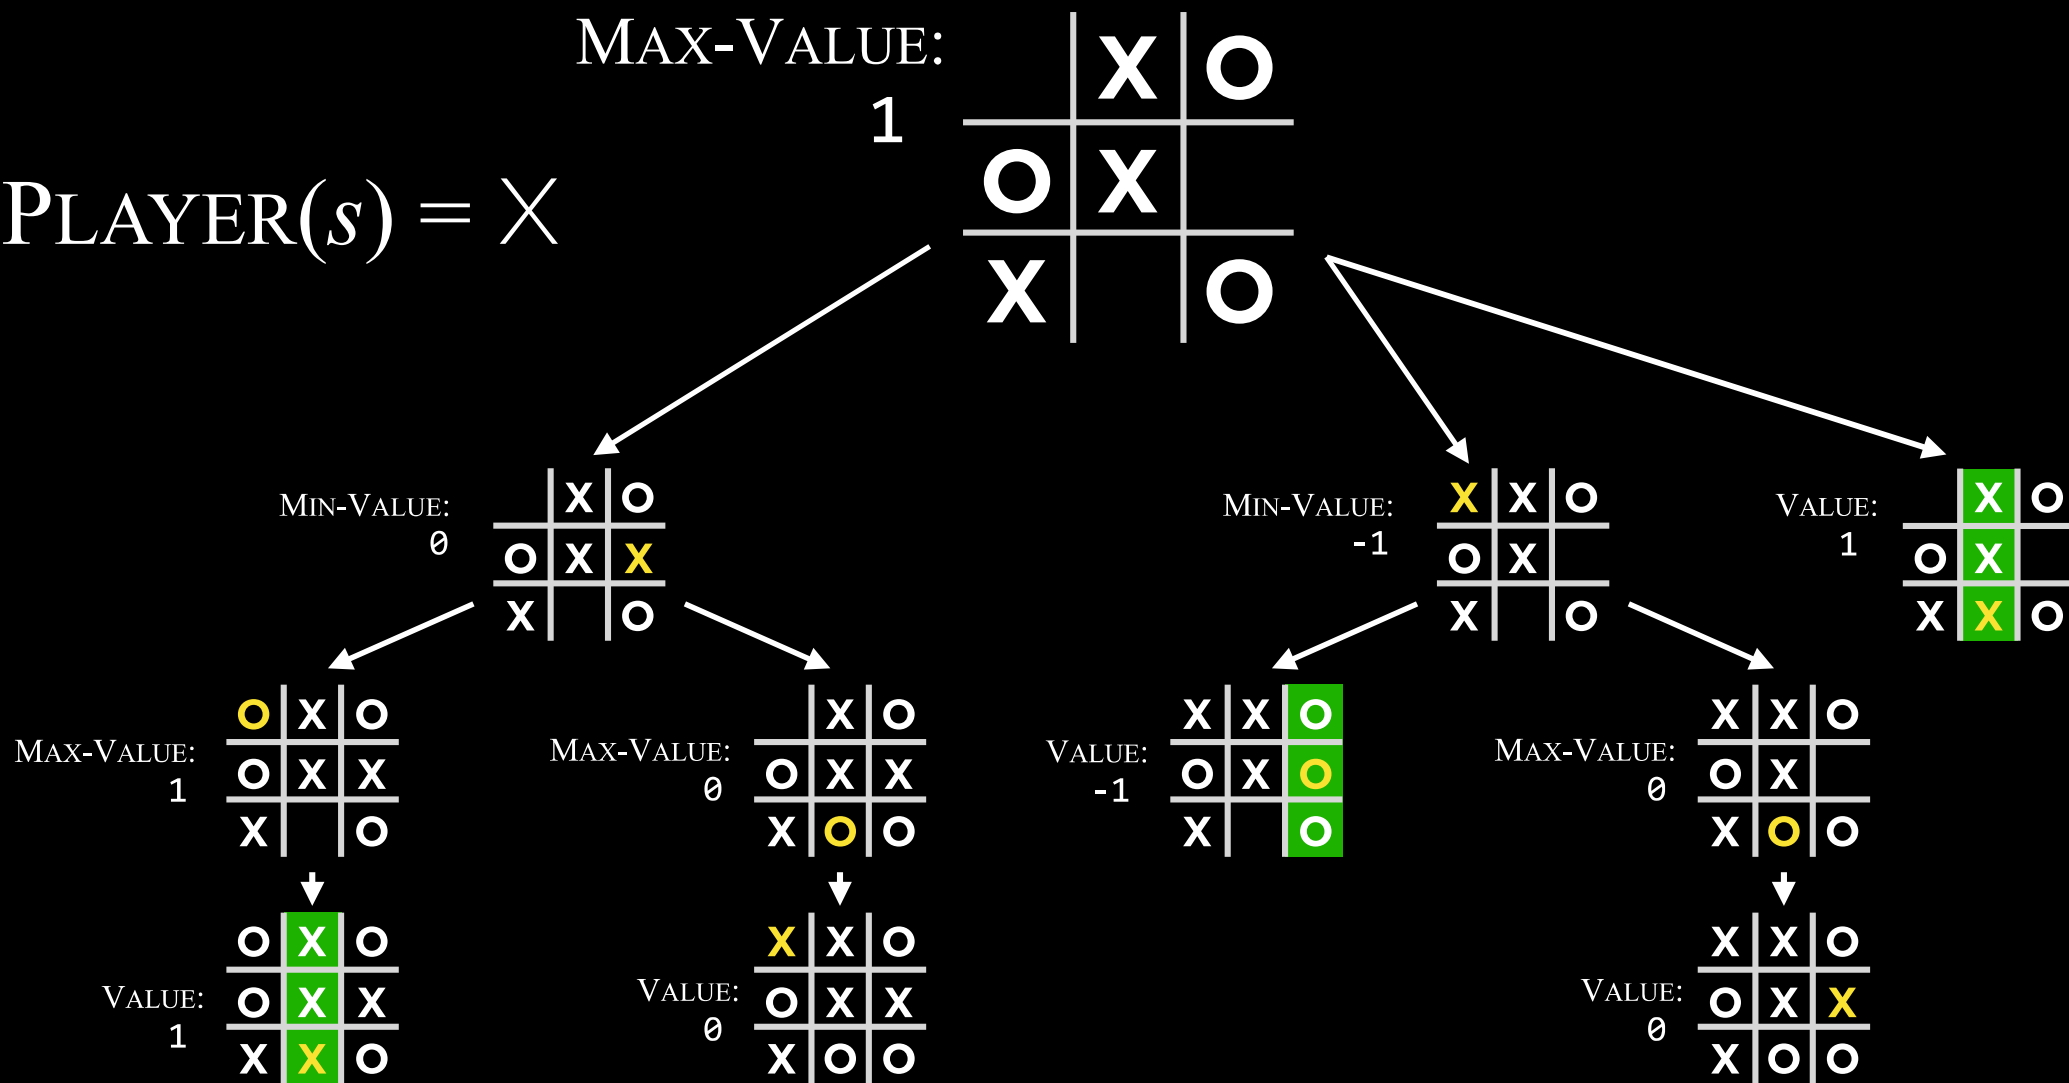 MAX-VALUE:
1
X O
O X
X O
PLAYER(s) = X
MIN-VALUE:
0
X O
O X X
X O
MIN-VALUE:
-1
X X O
O X
X O
VALUE:
1
X O
O X
X X O
MAX-VALUE:
1
O X O
O X X
X O
MAX-VALUE:
0
X O
O X X
X O O
VALUE:
-1
X X O
O X O
X O
MAX-VALUE:
0
X X O
O X
X O O
VALUE:
1
O X O
O X X
X X O
VALUE:
0
X X O
O X X
X O O
VALUE:
0
X X O
O X X
X O O